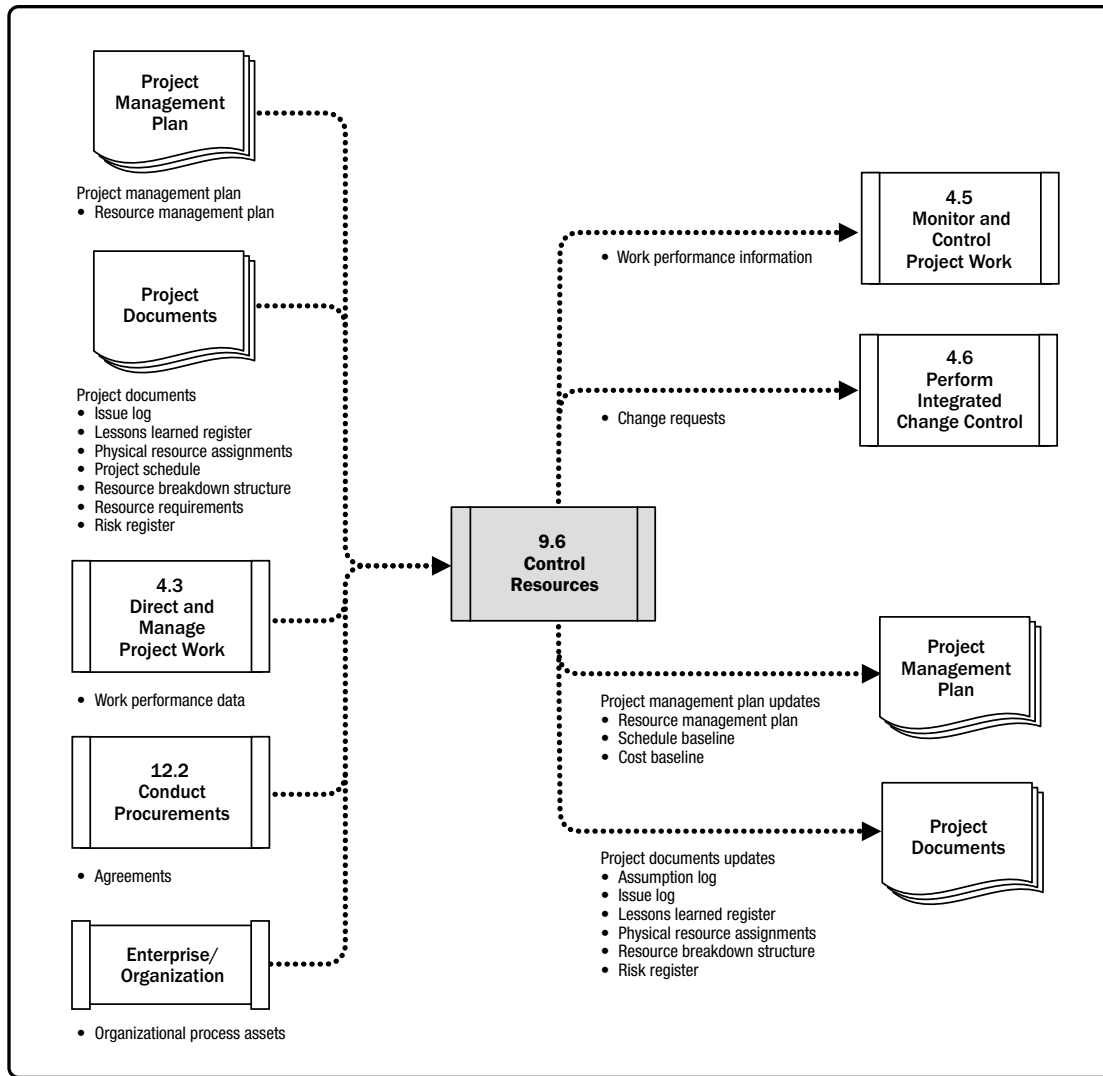 Project
Management
Plan
Project management plan
• Resource management plan
Project
Documents
Project documents
• Issue log
• Lessons learned register
• Physical resource assignments
• Project schedule
• Resource breakdown structure
• Resource requirements
• Risk register
4.3
Direct and
Manage
Project Work
• Work performance data
12.2
Conduct
Procurements
• Agreements
Enterprise/
Organization
• Organizational process assets
9.6
Control
Resources
• Work performance information
4.5
Monitor and
Control
Project Work
• Change requests
4.6
Perform
Integrated
Change Control
Project management plan updates
• Resource management plan
• Schedule baseline
• Cost baseline
Project
Management
Plan
Project documents updates
• Assumption log
• Issue log
• Lessons learned register
• Physical resource assignments
• Resource breakdown structure
• Risk register
Project
Documents